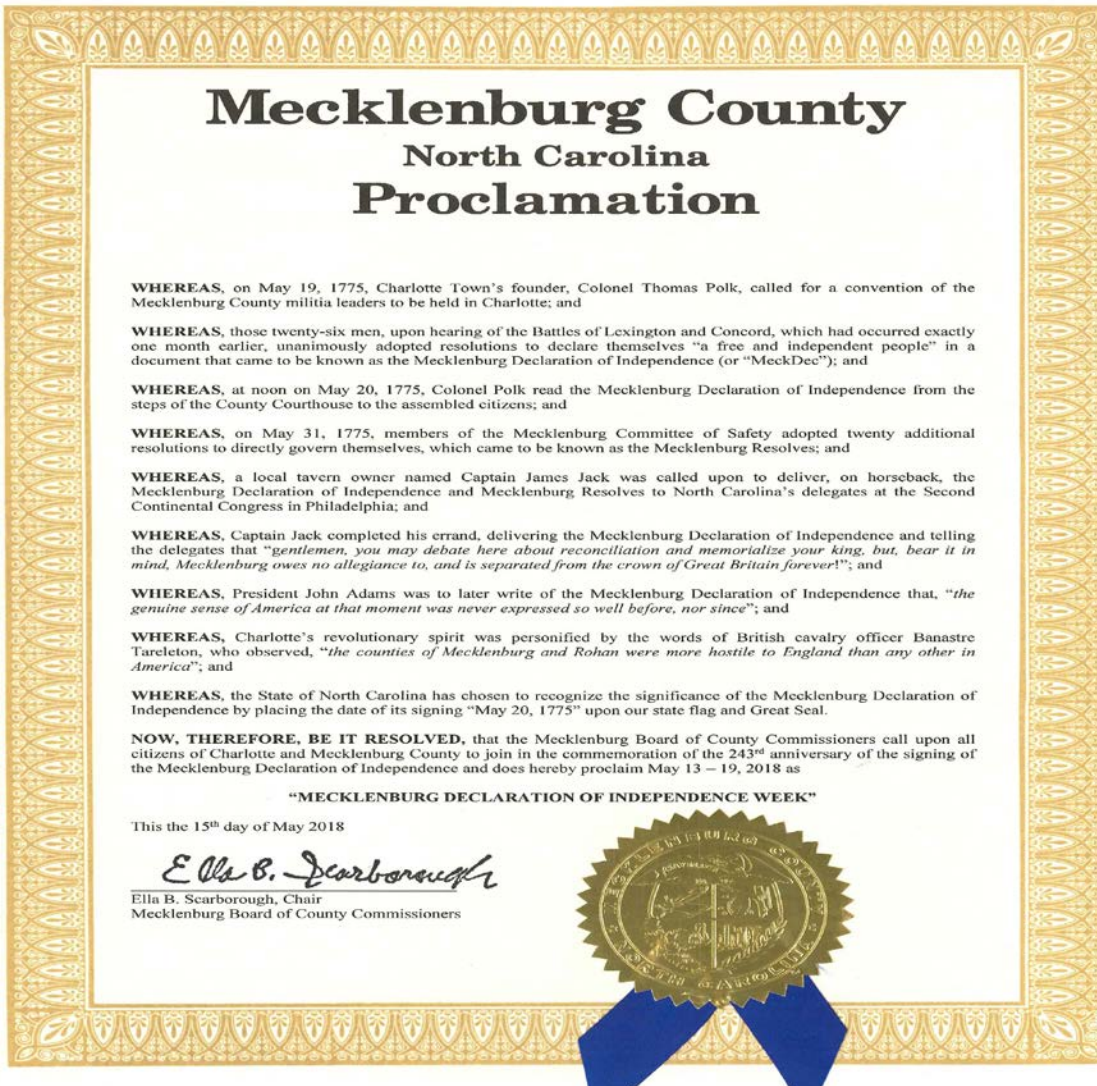 Mecklenburg County
North Carolina
Proclamation
WHEREAS, on May 19, 1775, Charlotte Town's founder, Colonel Thomas Polk, called for a convention of the
Mecklenburg County militia leaders to be held in Charlotte; and
WHEREAS, those twenty-six men, upon hearing of the Battles of Lexington and Concord, which had occurred exactly
one month earlier, unanimously adopted resolutions to declare themselves “a free and independent people” in a
document that came to be known as the Mecklenburg Declaration of Independence (or “MeckDec”); and
WHEREAS, at noon on May 20, 1775, Colonel Polk read the Mecklenburg Declaration of Independence from the
steps of the County Courthouse to the assembled citizens; and
WHEREAS, on May 31, 1775, members of the Mecklenburg Committee of Safety adopted twenty additional
resolutions to directly govern themselves, which came to be known as the Mecklenburg Resolves; and
WHEREAS, a local tavern owner named Captain James Jack was called upon to deliver, on horseback, the
Mecklenburg Declaration of Independence and Mecklenburg Resolves to North Carolina's delegates at the Second
Continental Congress in Philadelphia; and
WHEREAS, Captain Jack completed his errand, delivering the Mecklenburg Declaration of Independence and telling
the delegates that “gentlemen, you may debate here about reconciliation and memorialize your king, but, bear it in
mind, Mecklenburg owes no allegiance to, and is separated from the crown of Great Britain forever!”; and
WHEREAS, President John Adams was to later write of the Mecklenburg Declaration of Independence that, “the
genuine sense of America at that moment was never expressed so well before, nor since”; and
WHEREAS, Charlotte's revolutionary spirit was personified by the words of British cavalry officer Banastre
Tareleton, who observed, “the counties of Mecklenburg and Rohan were more hostile to England than any other in
America”; and
WHEREAS, the State of North Carolina has chosen to recognize the significance of the Mecklenburg Declaration of
Independence by placing the date of its signing “May 20, 1775” upon our state flag and Great Seal.
NOW, THEREFORE, BE IT RESOLVED, that the Mecklenburg Board of County Commissioners call upon all
citizens of Charlotte and Mecklenburg County to join in the commemoration of the 243rd anniversary of the signing of
the Mecklenburg Declaration of Independence and does hereby proclaim May 13 – 19, 2018 as
“MECKLENBURG DECLARATION OF INDEPENDENCE WEEK”
This the 15th day of May 2018
Ella B. Scarborough
Ella B. Scarborough, Chair
Mecklenburg Board of County Commissioners
MECKLENBURG COUNTY
NORTH CAROLINA